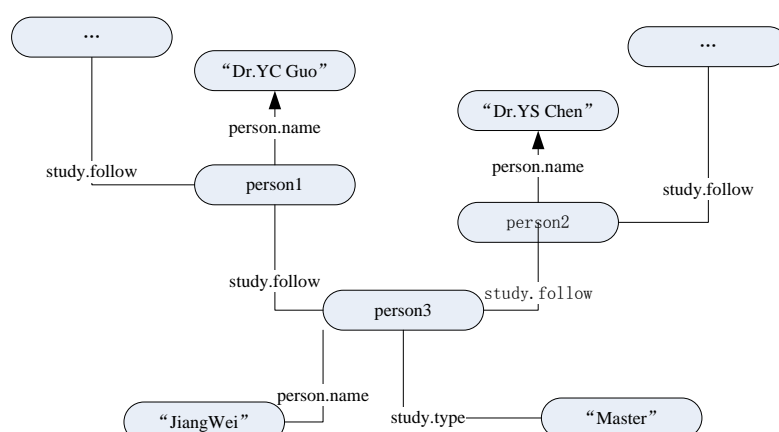 …
…
“Dr.YC Guo”
“Dr.YS Chen”
person.name
person.name
study.follow
study.follow
person1
person2
study.follow
study.follow
person3
person.name
study.type
“JiangWei”
“Master”